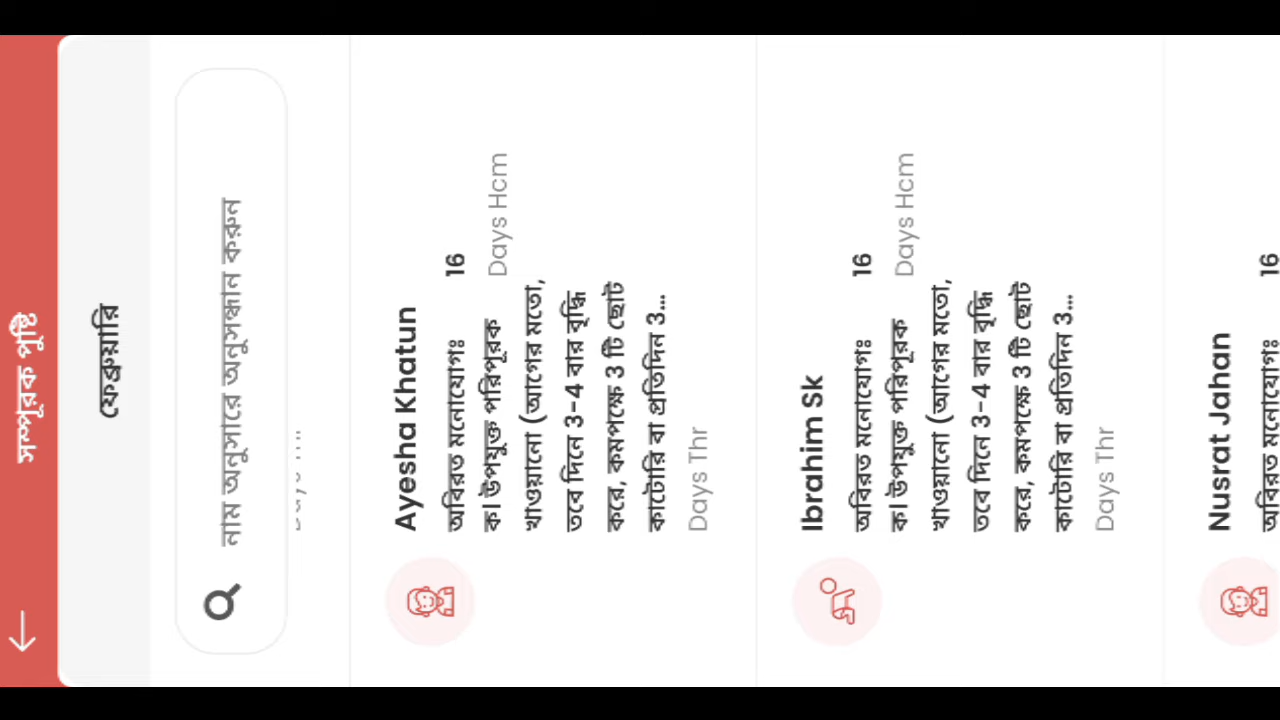 সম্পূরক পুষ্টি
ফেব্রুয়ারি
নাম অনুসারে অনুসন্ধান করুন
Ayesha Khatun
অবিরত মনোযোগঃ
ক। উপযুক্ত পরিপূরক
খাওয়ানো (আগের মতো,
তবে দিনে 3-4 বার বৃদ্ধি
করে, কমপক্ষে 3 টি ছোট
কাটোরি বা প্রতিদিন 3...
Days Thr
16
Days Hcm
Ibrahim Sk
অবিরত মনোযোগঃ
ক। উপযুক্ত পরিপূরক
খাওয়ানো (আগের মতো,
তবে দিনে 3-4 বার বৃদ্ধি
করে, কমপক্ষে 3 টি ছোট
কাটোরি বা প্রতিদিন 3...
Days Thr
16
Days Hcm
Nusrat Jahan
অবিরত মনোযোগঃ
16